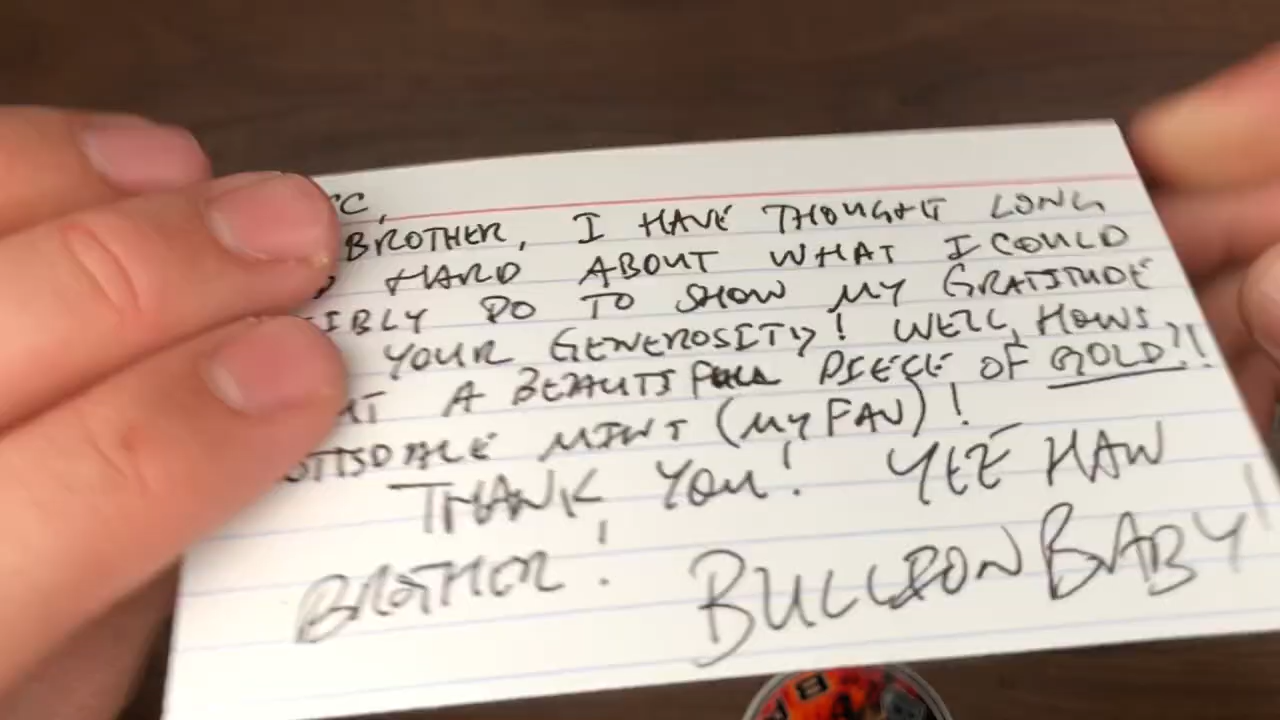 BROTHER, I HAVE THOUGHT LONG
HARD ABOUT WHAT I COULD
DO TO SHOW MY GRATITUDE
YOUR GENEROSITY! WELL, HOWS
A BEAUTIFULL PIECE OF GOLD?!!
MINT (MY FAV)!
THANK YOU! YEE HAW
BROTHER! BULLION BABY!